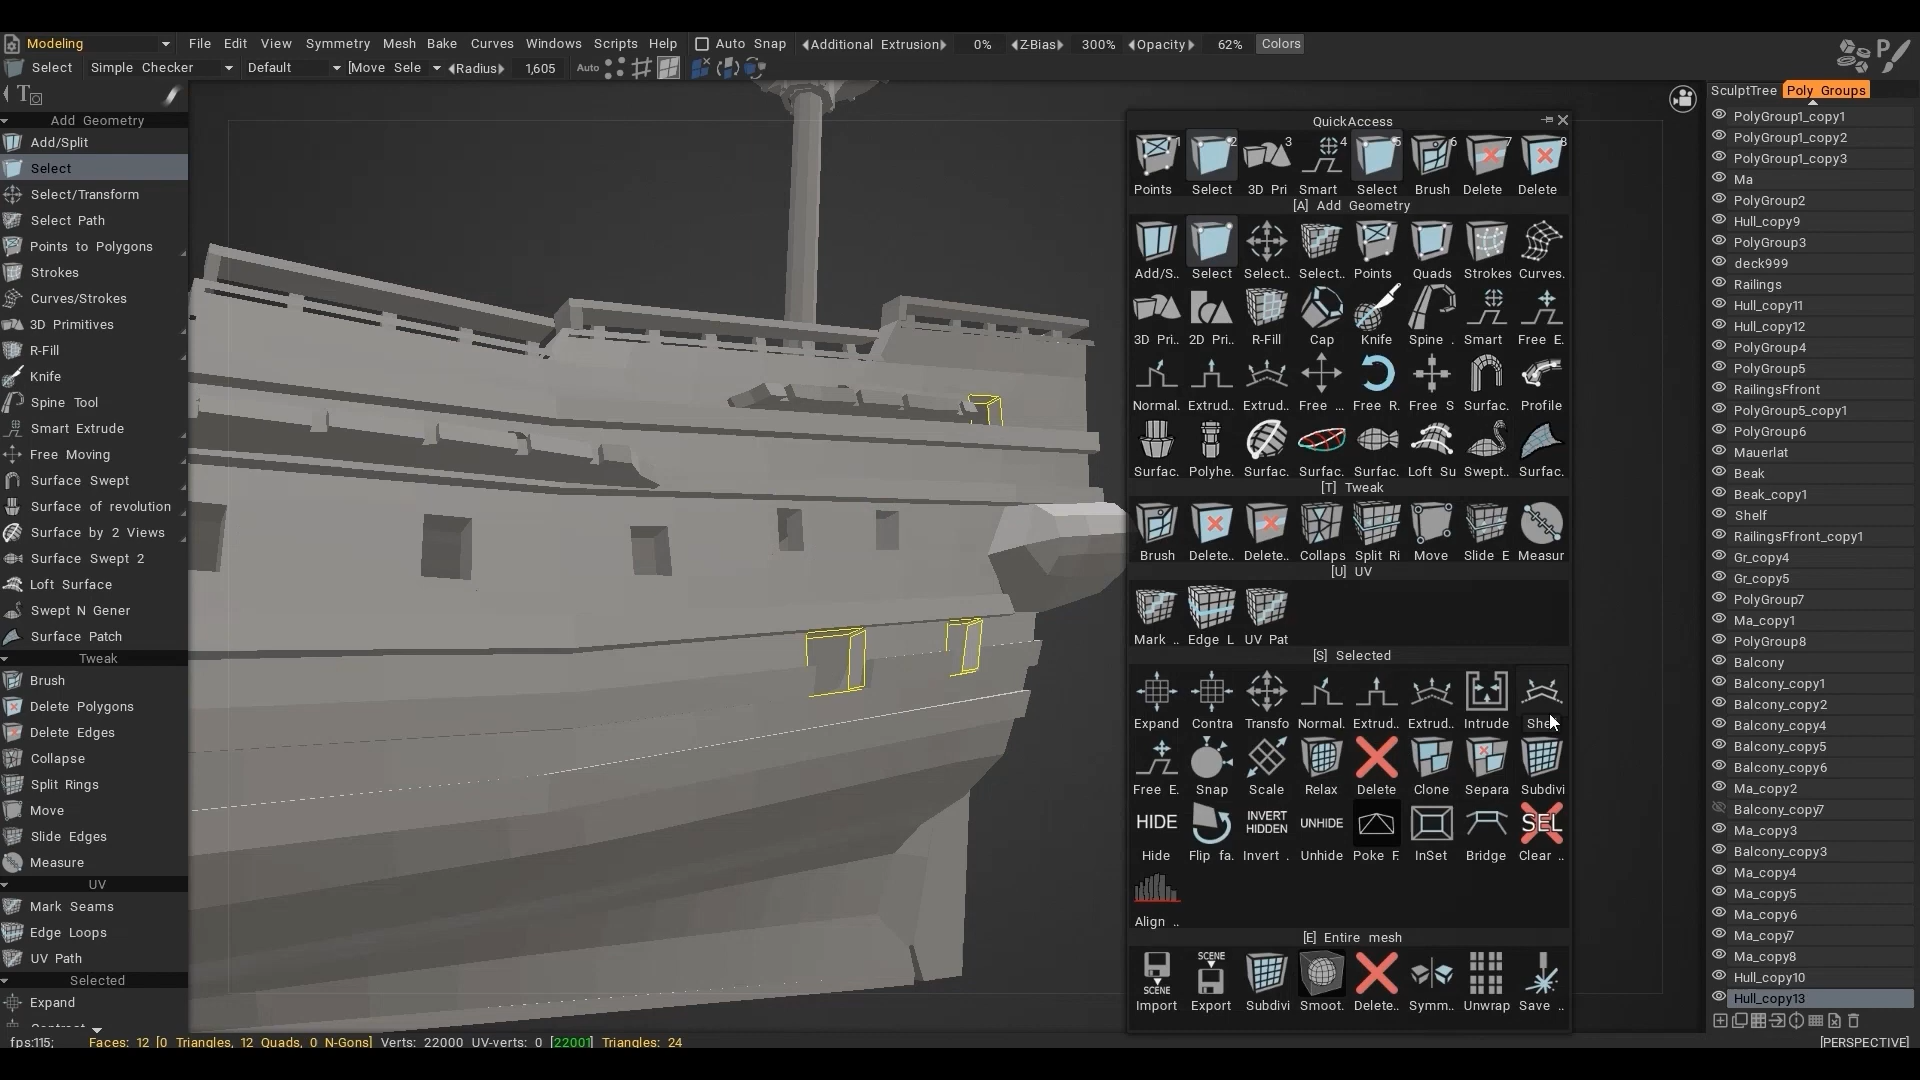 Modeling File Edit View Symmetry Mesh Bake Curves Windows Scripts Help Auto Snap Additional Extrusion 0% Z-Bias 300% Opacity 62% Colors
Select Simple Checker Default [Move Sele Radius 1,605 Auto
Add Geometry
Add/Split
Select
Select/Transform
Select Path
Points to Polygons
Strokes
Curves/Strokes
3D Primitives
R-Fill
Knife
Spine Tool
Smart Extrude
Free Moving
Surface Swept
Surface of revolution
Surface by 2 Views
Surface Swept 2
Loft Surface
Swept N Gener
Surface Patch
Tweak
Brush
Delete Polygons
Delete Edges
Collapse
Split Rings
Move
Slide Edges
Measure
UV
Mark Seams
Edge Loops
UV Path
Selected
Expand
QuickAccess
1 2 3 4 5 6 7 8
Points Select 3D Pri Smart Select Brush Delete Delete
[A] Add Geometry
Add/S.. Select Select. Select. Points Quads Strokes Curves.
3D Pri.. 2D Pri.. R-Fill Cap Knife Spine . Smart Free E.
Normal. Extrud.. Extrud.. Free ... Free R. Free S Surfac. Profile
Surfac. Polyhe. Surfac. Surfac. Surfac. Loft Su Swept.. Surfac.
[T] Tweak
Brush Delete.. Delete.. Collaps Split Ri Move Slide E Measur
[U] UV
Mark .. Edge L UV Pat
[S] Selected
Expand Contra Transfo Normal. Extrud.. Extrud.. Intrude
Free E. Snap Scale Relax Delete Clone Separa Subdivi
HIDE INVERT HIDDEN UNHIDE SEL
Hide Flip fa. Invert . Unhide Poke F. InSet Bridge Clear ..
Align ..
[E] Entire mesh
SCENE SCENE
Import Export Subdivi Smoot. Delete.. Symm.. Unwrap Save ..
SculptTree Poly Groups
PolyGroup1_copy1
PolyGroup1_copy2
PolyGroup1_copy3
Ma
PolyGroup2
Hull_copy9
PolyGroup3
deck999
Railings
Hull_copy11
Hull_copy12
PolyGroup4
PolyGroup5
RailingsFfront
PolyGroup5_copy1
PolyGroup6
Mauerlat
Beak
Beak_copy1
Shelf
RailingsFfront_copy1
Gr_copy4
Gr_copy5
PolyGroup7
Ma_copy1
PolyGroup8
Balcony
Balcony_copy1
Balcony_copy2
Balcony_copy4
Balcony_copy5
Balcony_copy6
Ma_copy2
Balcony_copy7
Ma_copy3
Balcony_copy3
Ma_copy4
Ma_copy5
Ma_copy6
Ma_copy7
Ma_copy8
Hull_copy10
Hull_copy13
fps:115; Faces: 12 [0 Triangles, 12 Quads, 0 N-Gons] Verts: 22000 UV-verts: 0 [22001] Triangles: 24 [PERSPECTIVE]